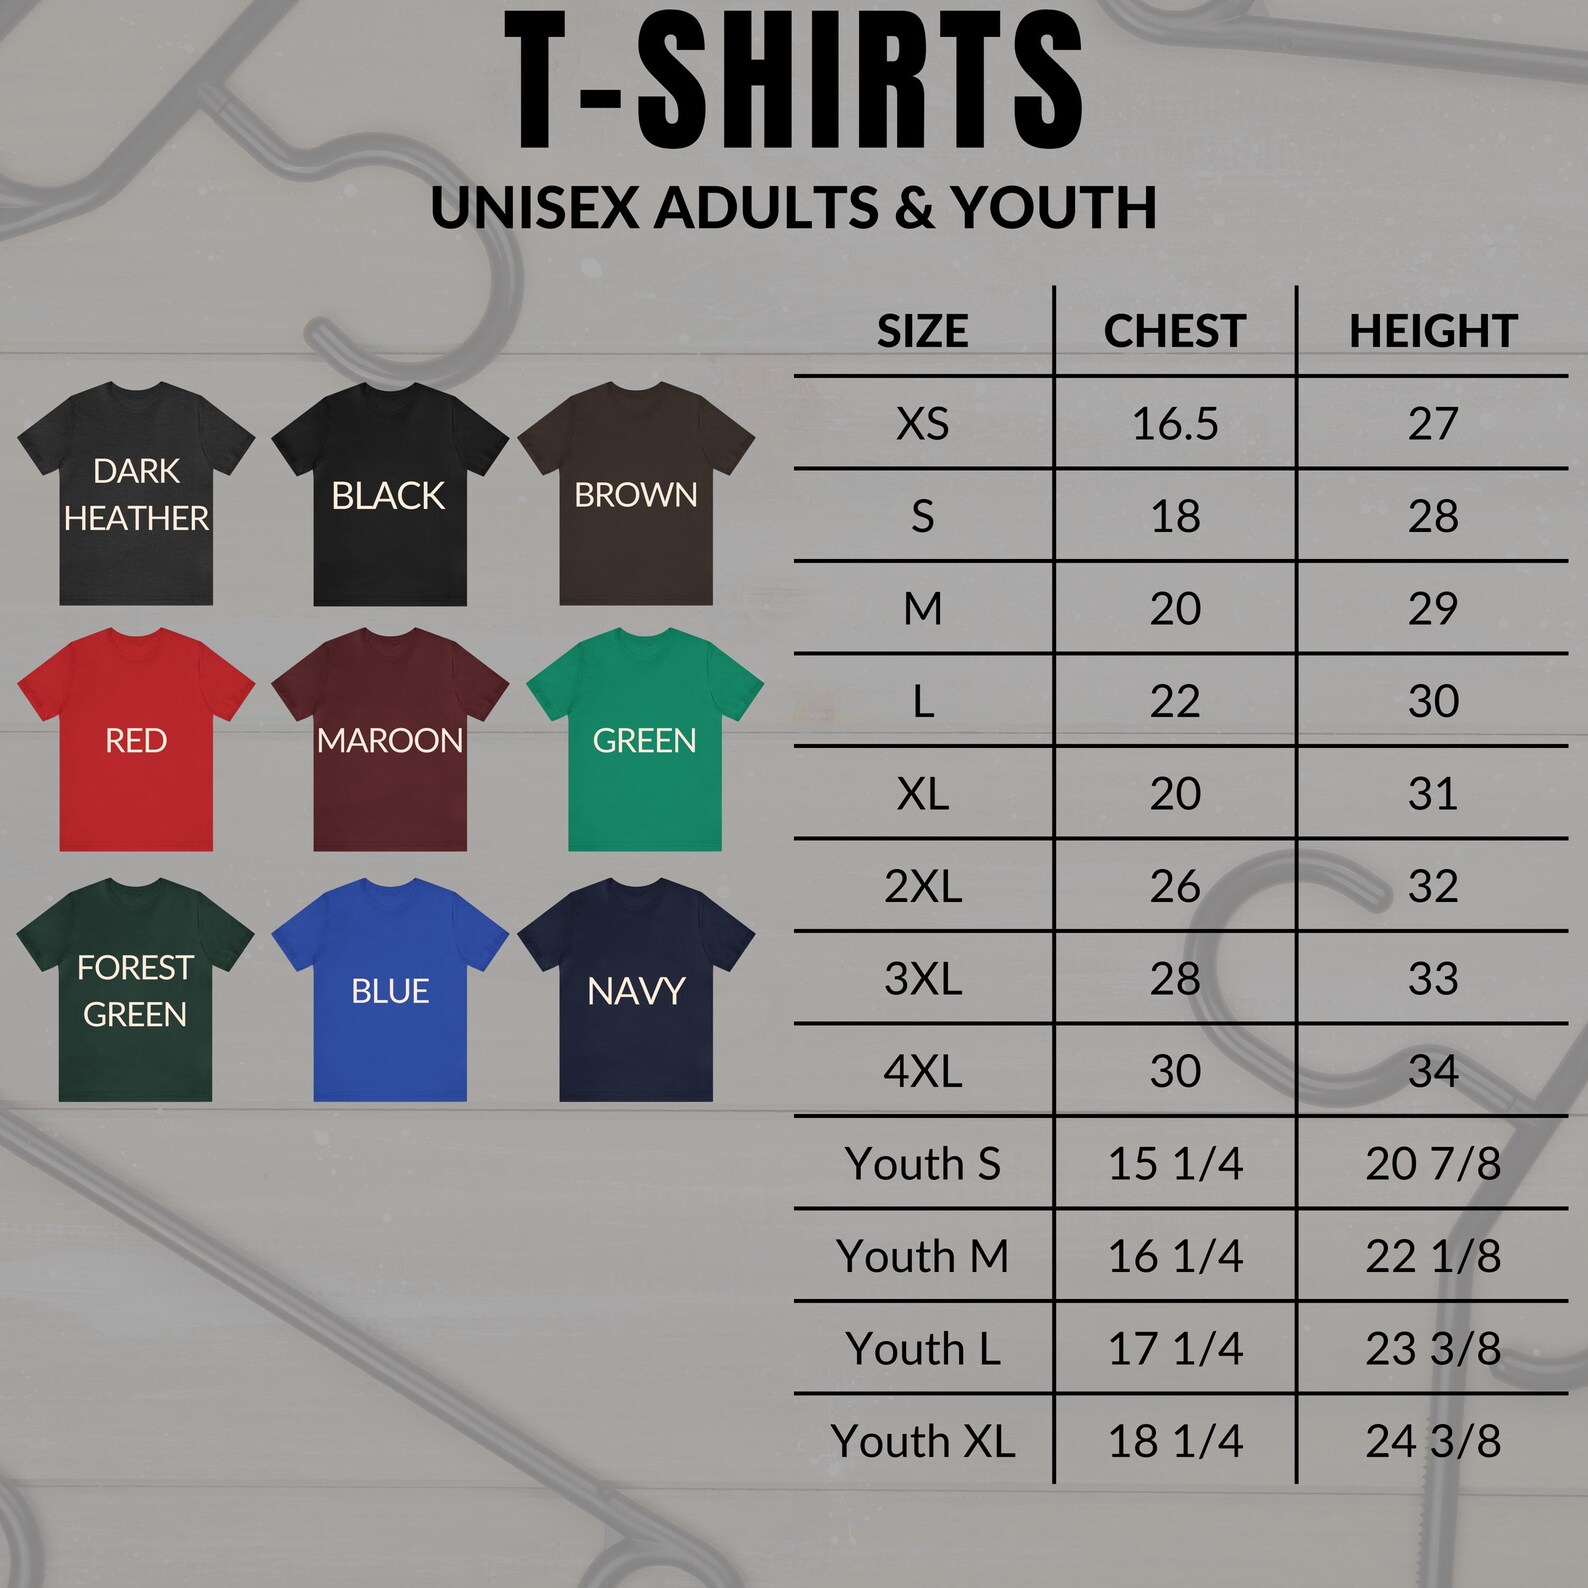 T-SHIRTS
UNISEX ADULTS & YOUTH
DARK
HEATHER
BLACK
BROWN
RED
MAROON
GREEN
FOREST
GREEN
BLUE
NAVY
SIZE CHEST HEIGHT
XS 16.5 27
S 18 28
M 20 29
L 22 30
XL 20 31
2XL 26 32
3XL 28 33
4XL 30 34
Youth S 15 1/4 20 7/8
Youth M 16 1/4 22 1/8
Youth L 17 1/4 23 3/8
Youth XL 18 1/4 24 3/8